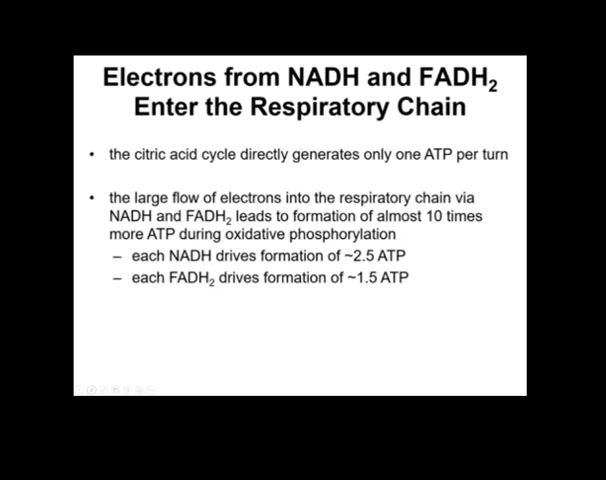 Electrons from NADH and FADH₂
Enter the Respiratory Chain
• the citric acid cycle directly generates only one ATP per turn
• the large flow of electrons into the respiratory chain via
NADH and FADH₂ leads to formation of almost 10 times
more ATP during oxidative phosphorylation
– each NADH drives formation of ~2.5 ATP
– each FADH₂ drives formation of ~1.5 ATP